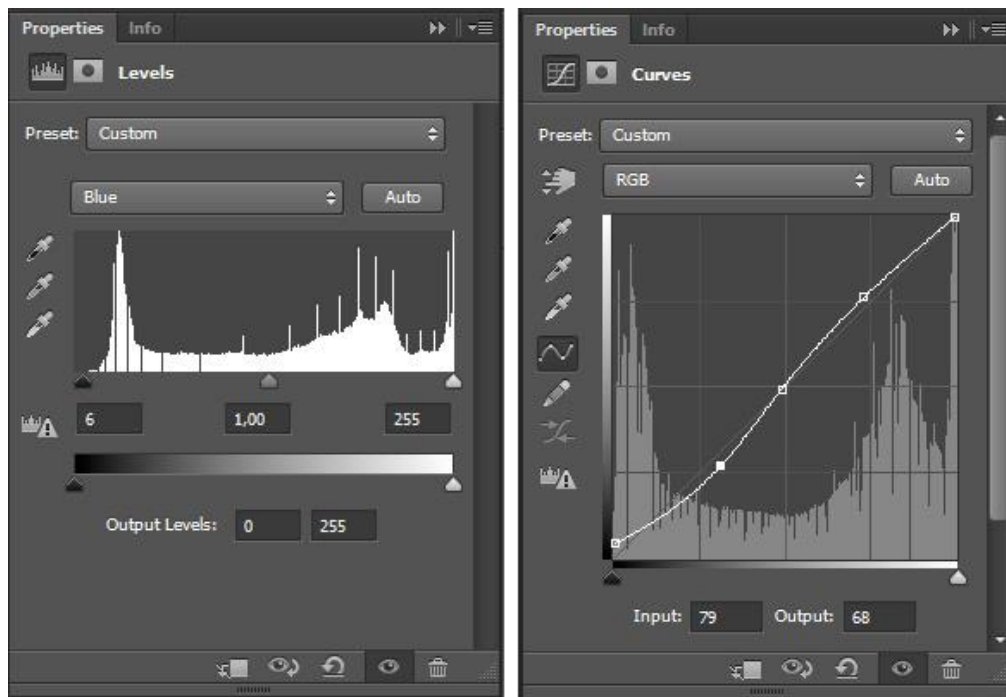 Properties Info
Levels
Preset: Custom
Blue Auto
6 1,00 255
Output Levels: 0 255
Properties Info
Curves
Preset: Custom
RGB Auto
Input: 79 Output: 68